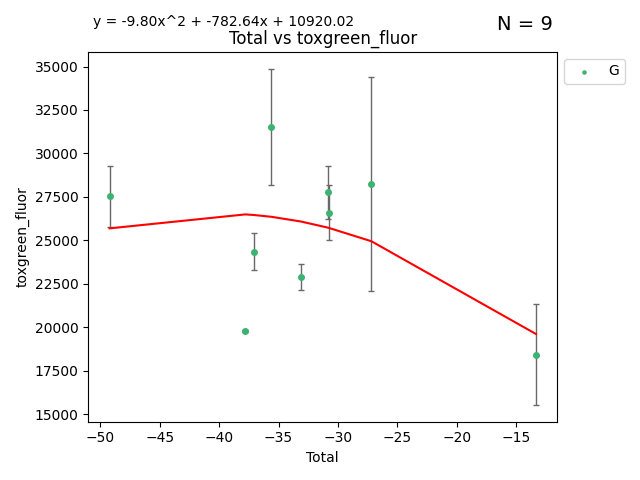 y = -9.80x^2 + -782.64x + 10920.02
N = 9
Total vs toxgreen_fluor
G
35000
32500
30000
27500
25000
22500
20000
17500
15000
toxgreen_fluor
−50 −45 −40 −35 −30 −25 −20 −15
Total